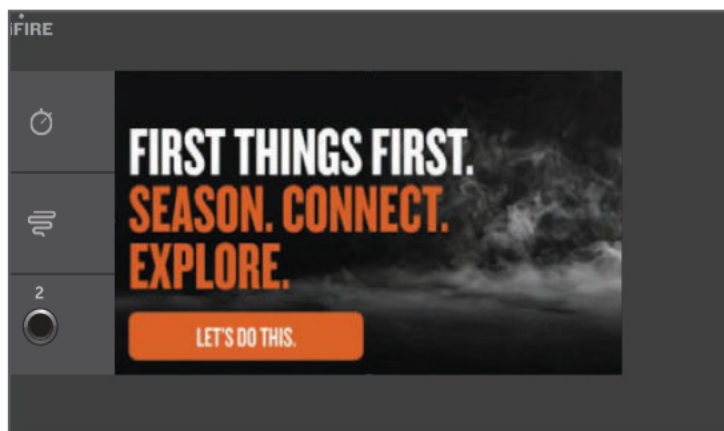 iFIRE
FIRST THINGS FIRST.
SEASON. CONNECT.
EXPLORE.
2
LET'S DO THIS.